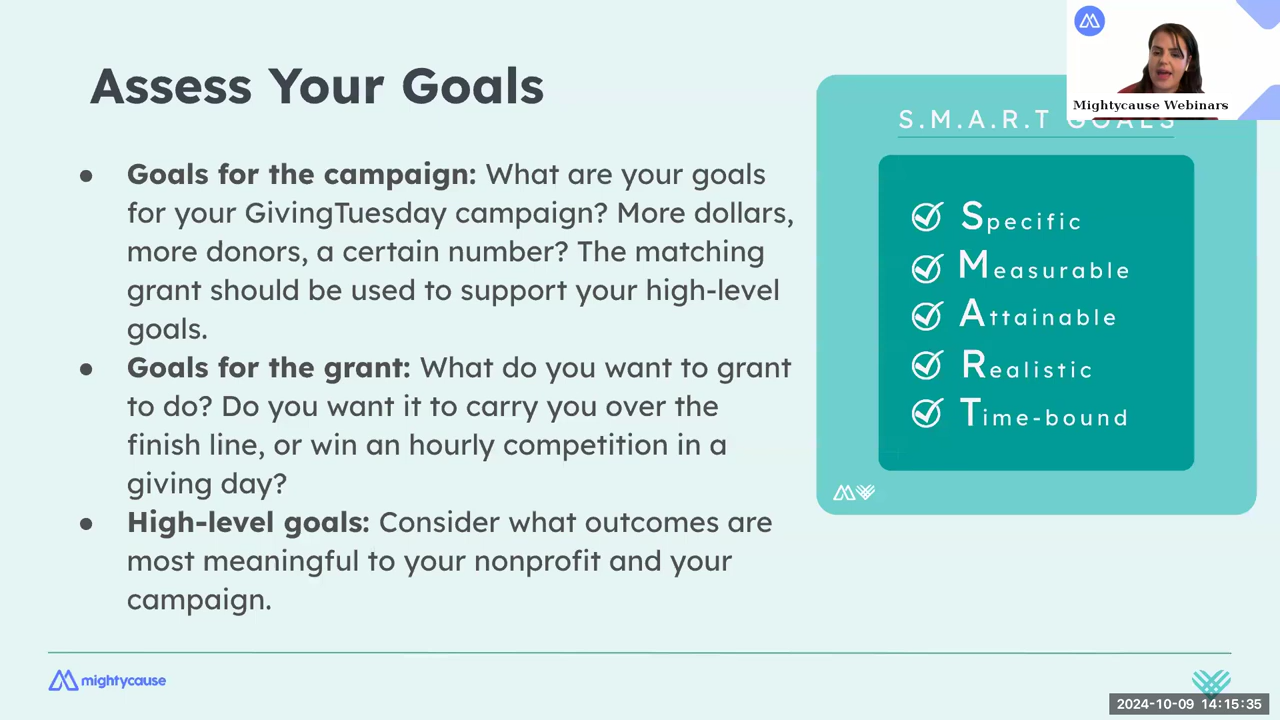 Assess Your Goals
● Goals for the campaign: What are your goals
for your GivingTuesday campaign? More dollars,
more donors, a certain number? The matching
grant should be used to support your high-level
goals.
● Goals for the grant: What do you want to grant
to do? Do you want it to carry you over the
finish line, or win an hourly competition in a
giving day?
● High-level goals: Consider what outcomes are
most meaningful to your nonprofit and your
campaign.
Mightycause Webinars
S.M.A.R.T GOALS
Specific
Measurable
Attainable
Realistic
Time-bound
mightycause
2024-10-09 14:15:35